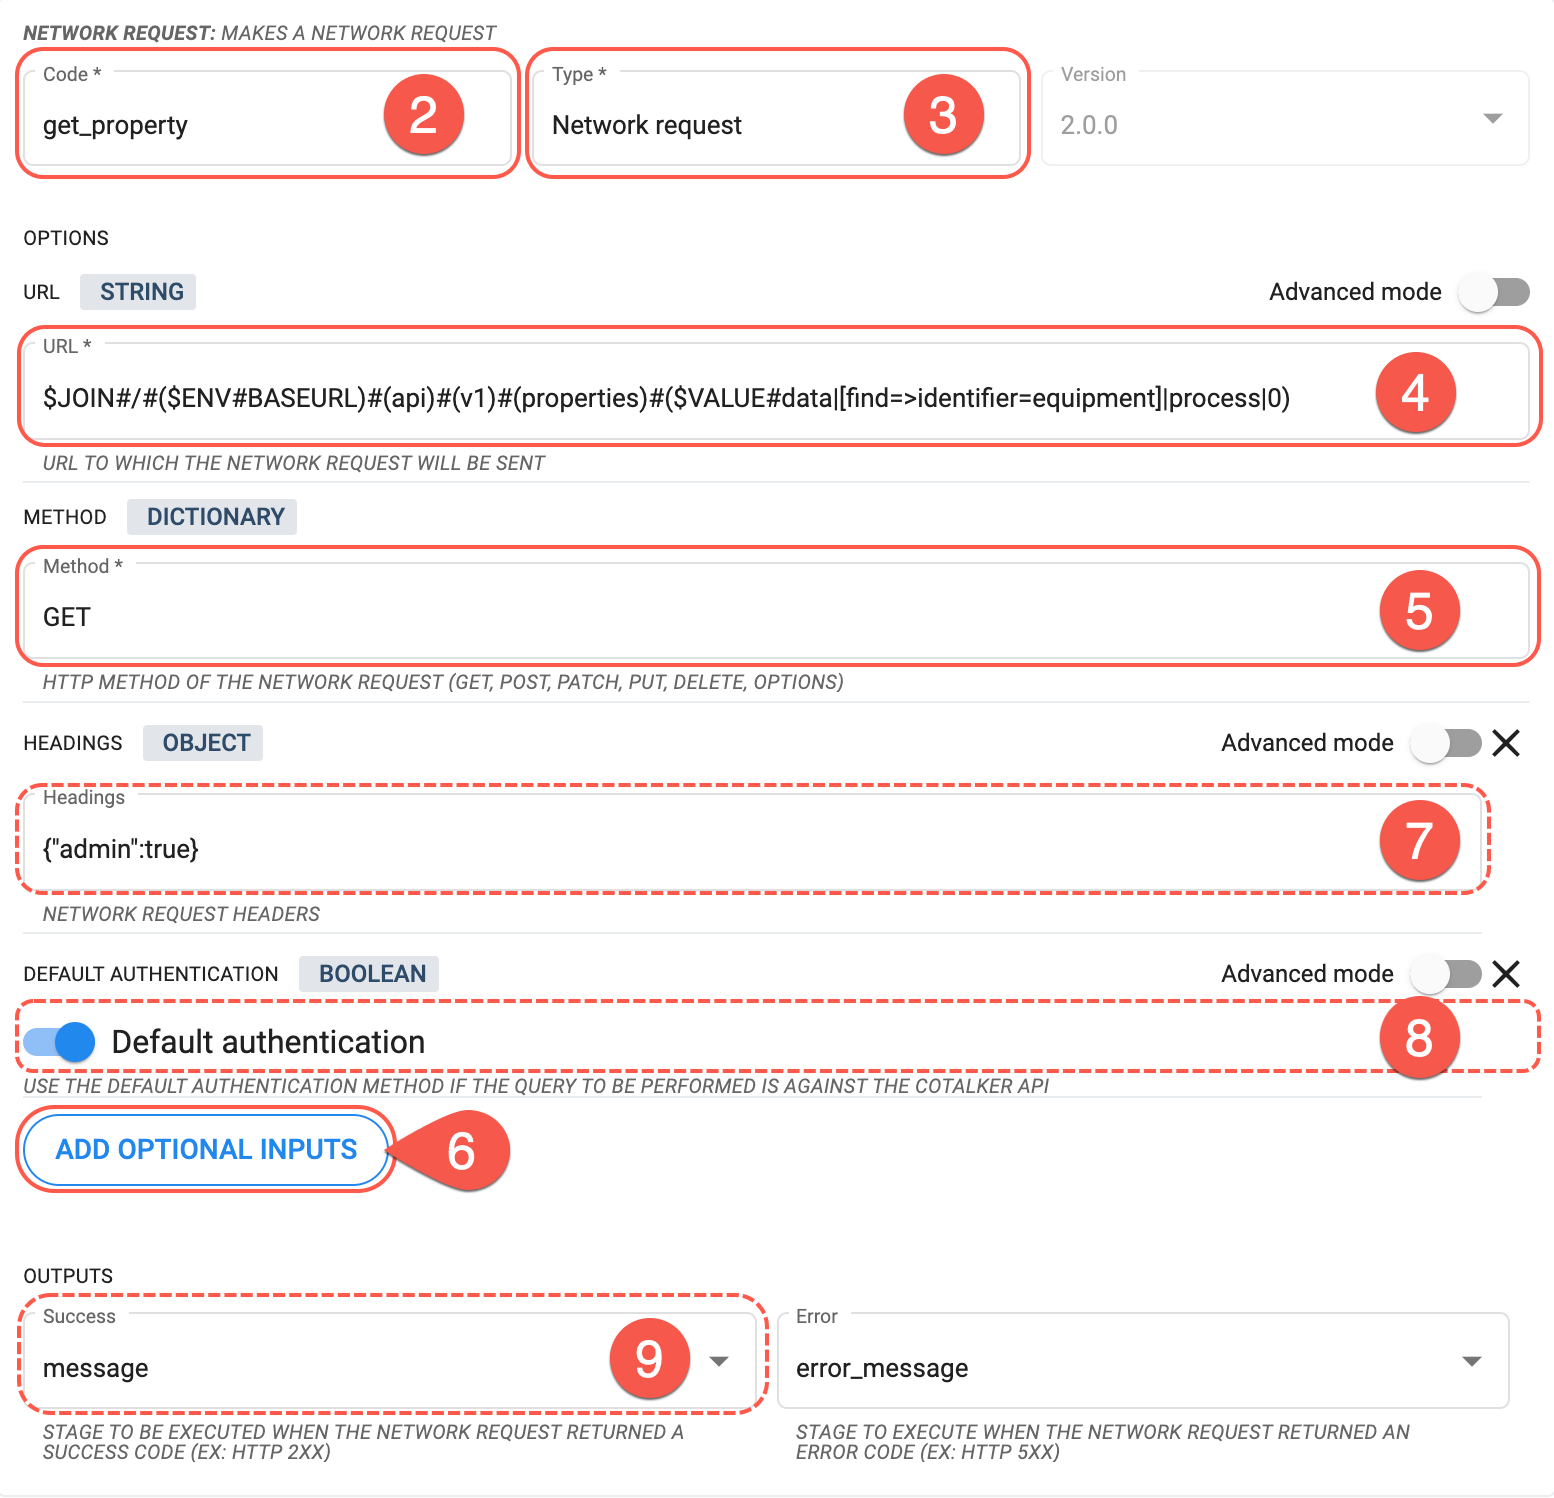 NETWORK REQUEST: MAKES A NETWORK REQUEST
Code * Type * Version
get_property 2 Network request 3 2.0.0
OPTIONS
URL STRING Advanced mode
URL *
$JOIN#/#($ENV#BASEURL)#(api)#(v1)#(properties)#($VALUE#data|[find=>identifier=equipment]|process|0) 4
URL TO WHICH THE NETWORK REQUEST WILL BE SENT
METHOD DICTIONARY
Method *
GET 5
HTTP METHOD OF THE NETWORK REQUEST (GET, POST, PATCH, PUT, DELETE, OPTIONS)
HEADINGS OBJECT Advanced mode
Headings
{"admin":true} 7
NETWORK REQUEST HEADERS
DEFAULT AUTHENTICATION BOOLEAN Advanced mode
Default authentication 8
USE THE DEFAULT AUTHENTICATION METHOD IF THE QUERY TO BE PERFORMED IS AGAINST THE COTALKER API
ADD OPTIONAL INPUTS 6
OUTPUTS
Success Error
message 9 error_message
STAGE TO BE EXECUTED WHEN THE NETWORK REQUEST RETURNED A
SUCCESS CODE (EX: HTTP 2XX)
STAGE TO EXECUTE WHEN THE NETWORK REQUEST RETURNED AN
ERROR CODE (EX: HTTP 5XX)